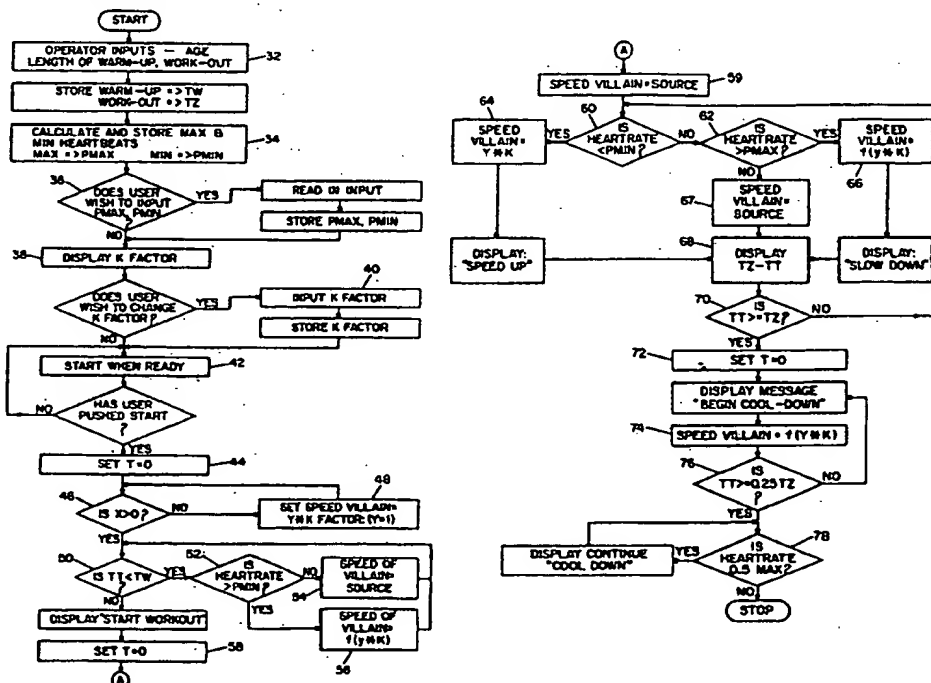 START
OPERATOR INPUTS — AGE
LENGTH OF WARM-UP, WORK-OUT
32
STORE WARM-UP => TW
WORK-OUT => TZ
CALCULATE AND STORE MAX &
MIN HEARTBEATS
MAX => PMAX MIN => PMIN
34
36
DOES USER
WISH TO INPUT
PMAX, PMIN
?
YES
NO
READ IN INPUT
STORE PMAX, PMIN
38
DISPLAY K FACTOR
DOES USER
WISH TO CHANGE
K FACTOR?
YES
NO
40
INPUT K FACTOR
STORE K FACTOR
START WHEN READY
42
HAS USER
PUSHED START
?
NO
YES
SET T=0
44
46
IS X>0?
NO
YES
48
SET SPEED VILLAIN=
Y*K FACTOR: (Y=1)
50
IS TT<TW
?
YES
NO
52
IS
HEARTRATE
>PMIN?
NO
YES
SPEED OF
VILLAIN=
SOURCE
54
SPEED OF
VILLAIN=
f(y*K)
56
DISPLAY "START WORKOUT"
SET T=0
58
A
A
SPEED VILLAIN=SOURCE
59
64
SPEED
VILLAIN=
Y*K
YES
60
IS
HEARTRATE
<PMIN?
NO
62
IS
HEARTRATE
>PMAX?
YES
NO
SPEED
VILLAIN=
f(y*K)
66
67
SPEED
VILLAIN=
SOURCE
DISPLAY:
"SPEED UP"
68
DISPLAY
TZ-TT
DISPLAY:
"SLOW DOWN"
70
IS
TT>=TZ?
NO
YES
72
SET T=0
DISPLAY MESSAGE
"BEGIN COOL-DOWN"
74
SPEED VILLAIN = f(Y*K)
76
IS
TT>=0.25TZ
?
NO
YES
DISPLAY CONTINUE
"COOL DOWN"
YES
IS
HEARTRATE
0.5 MAX?
78
NO
STOP